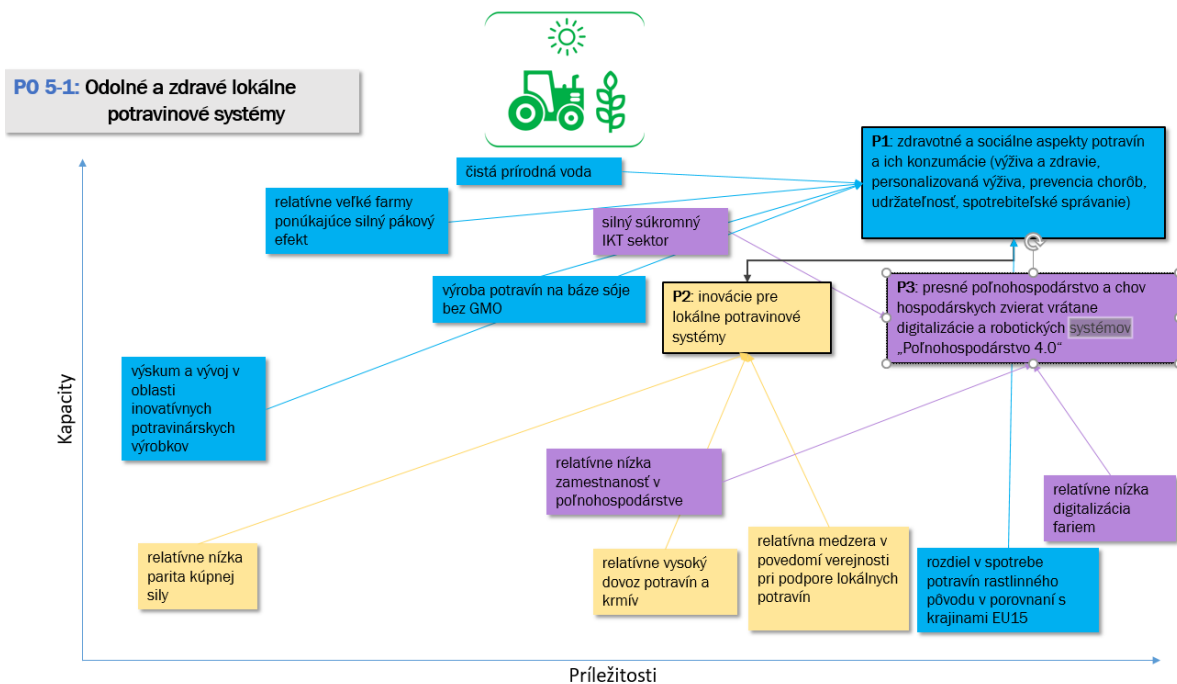 PO 5-1: Odolné a zdravé lokálne
potravinové systémy
P1: zdravotné a sociálne aspekty potravín
a ich konzumácie (výživa a zdravie,
personalizovaná výživa, prevencia chorôb,
udržateľnosť, spotrebiteľské správanie)
čistá prírodná voda
relatívne veľké farmy
ponúkajúce silný pákový
efekt
silný súkromný
IKT sektor
výroba potravín na báze sóje
bez GMO
P2: inovácie pre
lokálne potravinové
systémy
P3: presné poľnohospodárstvo a chov
hospodárskych zvierat vrátane
digitalizácie a robotických systémov
„Poľnohospodárstvo 4.0“
výskum a vývoj v
oblasti
inovatívnych
potravinárskych
výrobkov
Kapacity
relatívne nízka
zamestnanosť v
poľnohospodárstve
relatívne nízka
digitalizácia
fariem
relatívne nízka
parita kúpnej
sily
relatívne vysoký
dovoz potravín a
krmív
relatívna medzera v
povedomí verejnosti
pri podpore lokálnych
potravín
rozdiel v spotrebe
potravín rastlinného
pôvodu v porovnaní s
krajinami EU15
Príležitosti